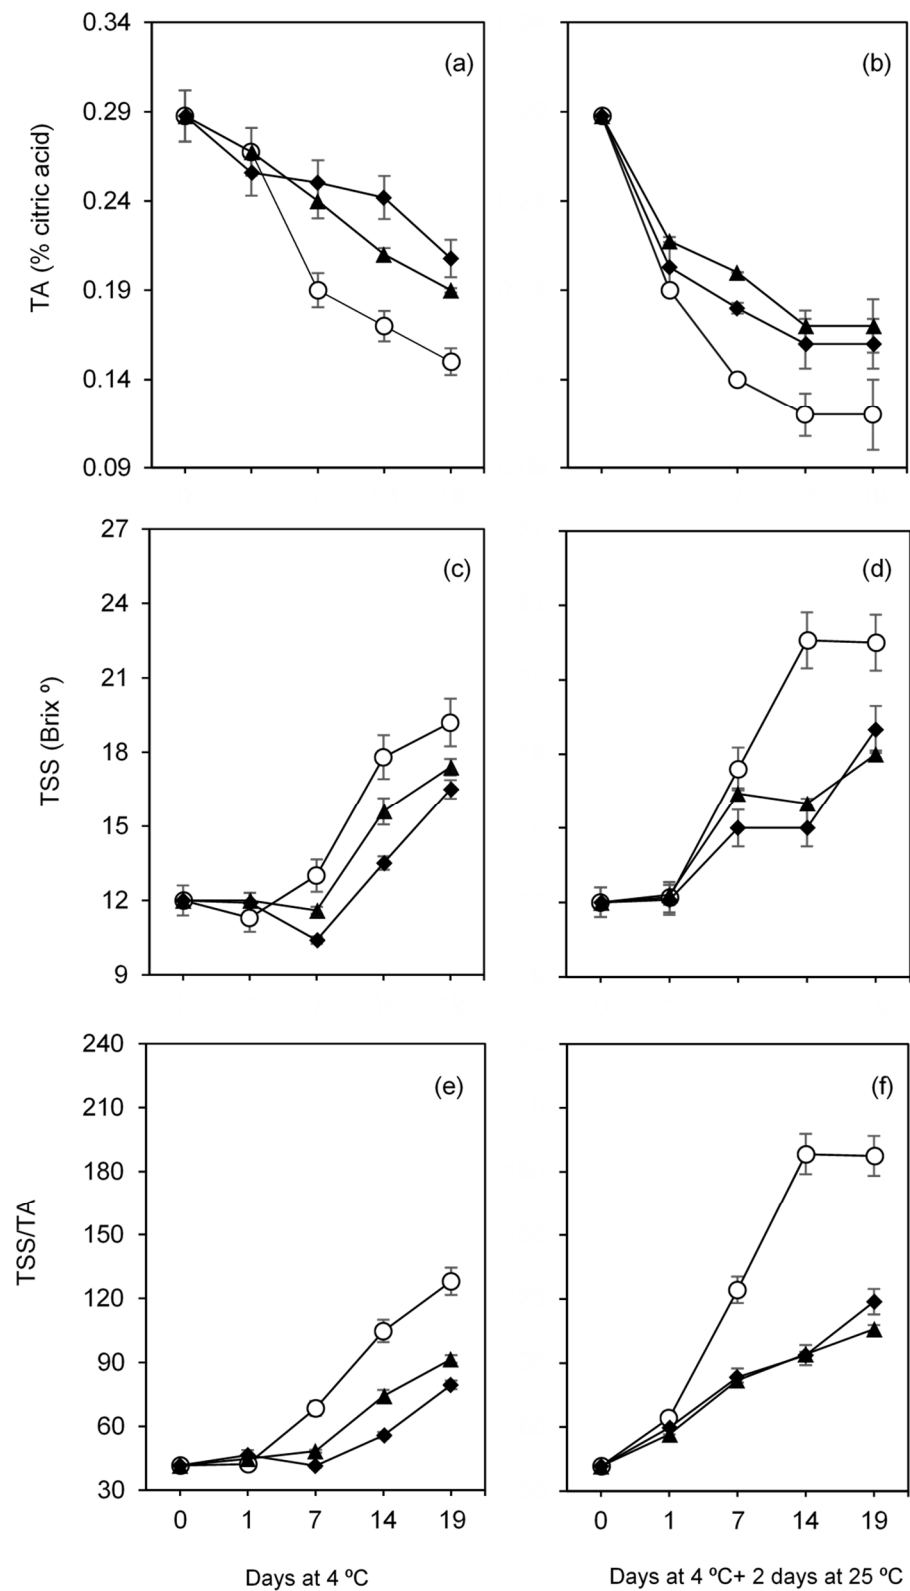 0.34
(a)
(b)
0.29
0.24
0.19
0.14
0.09
TA (% citric acid)
27
(c)
(d)
24
21
18
15
12
9
TSS (Brix º)
240
(e)
(f)
210
180
150
120
90
60
30
TSS/TA
0 1 7 14 19
0 1 7 14 19
Days at 4 ºC
Days at 4 ºC+ 2 days at 25 ºC